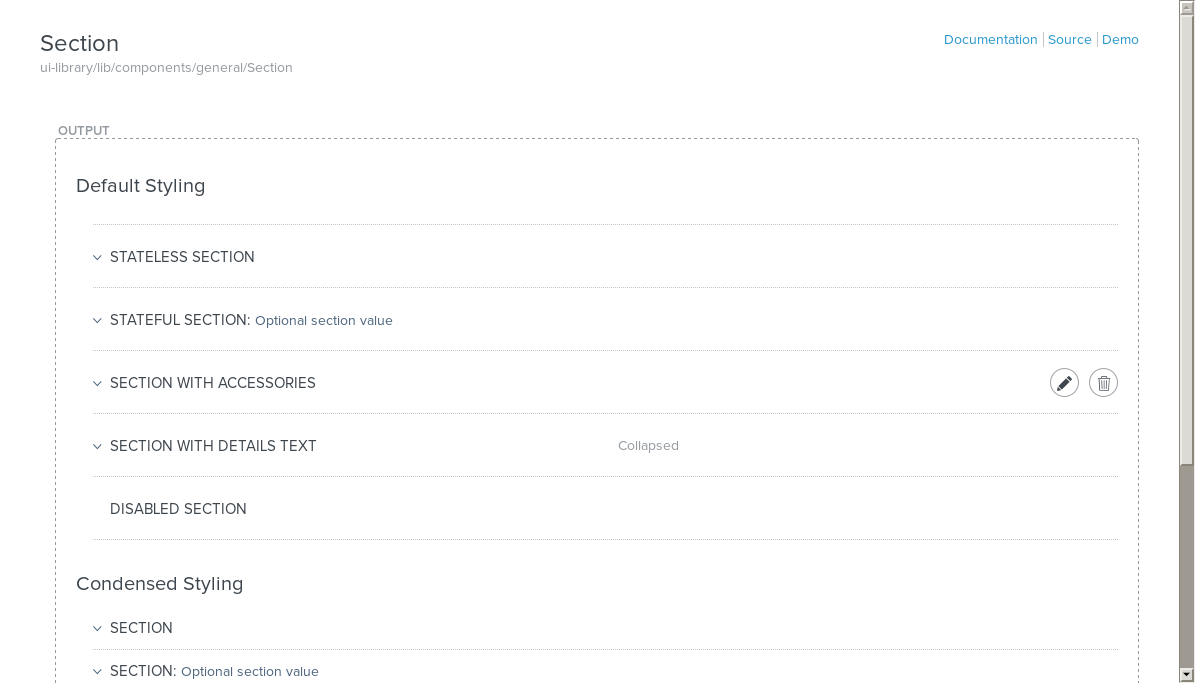 Section
Documentation Source Demo
ui-library/lib/components/general/Section
OUTPUT
Default Styling
STATELESS SECTION
STATEFUL SECTION: Optional section value
SECTION WITH ACCESSORIES
SECTION WITH DETAILS TEXT Collapsed
DISABLED SECTION
Condensed Styling
SECTION
SECTION: Optional section value